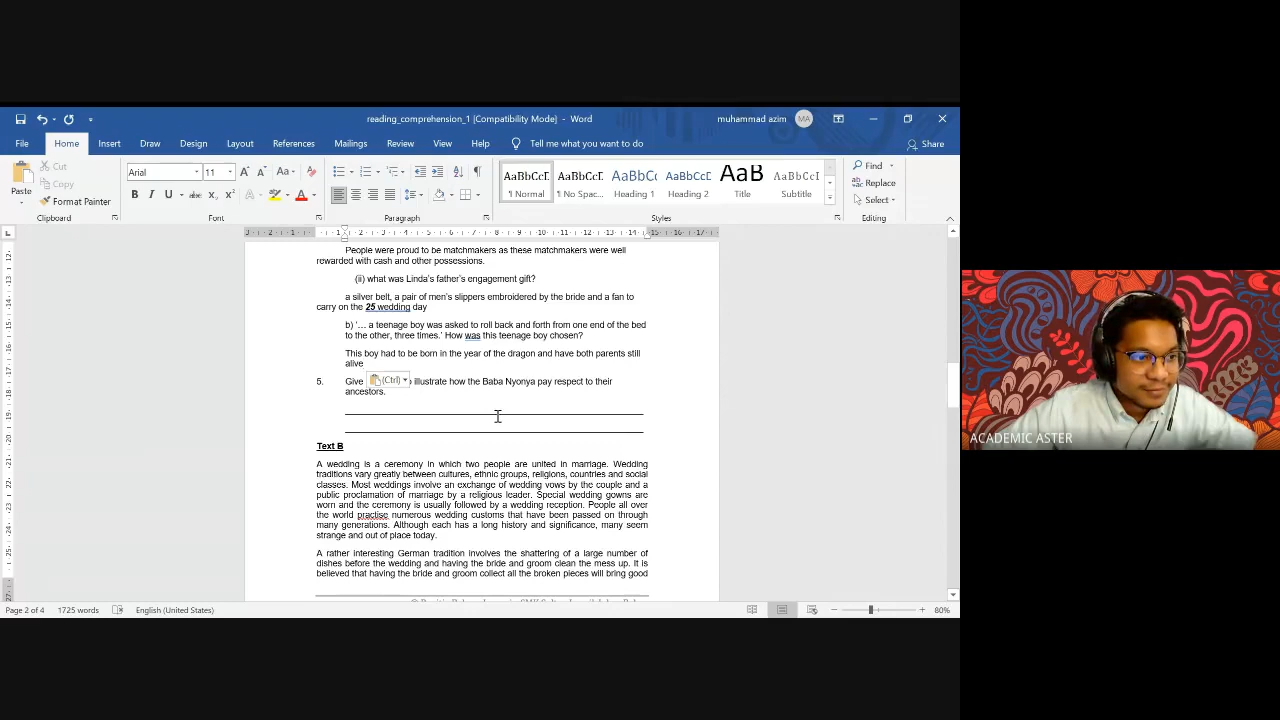 reading_comprehension_1 [Compatibility Mode] - Word
muhammad azim
MA
File Home Insert Draw Design Layout References Mailings Review View Help Tell me what you want to do
Share
Paste
Cut
Copy
Format Painter
Clipboard
Arial 11
Font
Paragraph
AaBbCcD AaBbCcD AaBbCcD AaBbCcD AaB AaBbCcD
¶ Normal ¶ No Spac... Heading 1 Heading 2 Title Subtitle
Styles
Find
Replace
Select
Editing
People were proud to be matchmakers as these matchmakers were well
rewarded with cash and other possessions.
(ii) what was Linda's father's engagement gift?
a silver belt, a pair of men's slippers embroidered by the bride and a fan to
carry on the 25 wedding day
b) '... a teenage boy was asked to roll back and forth from one end of the bed
to the other, three times.' How was this teenage boy chosen?
This boy had to be born in the year of the dragon and have both parents still
alive
5. Give (Ctrl) illustrate how the Baba Nyonya pay respect to their
ancestors.
Text B
A wedding is a ceremony in which two people are united in marriage. Wedding
traditions vary greatly between cultures, ethnic groups, religions, countries and social
classes. Most weddings involve an exchange of wedding vows by the couple and a
public proclamation of marriage by a religious leader. Special wedding gowns are
worn and the ceremony is usually followed by a wedding reception. People all over
the world practise numerous wedding customs that have been passed on through
many generations. Although each has a long history and significance, many seem
strange and out of place today.
A rather interesting German tradition involves the shattering of a large number of
dishes before the wedding and having the bride and groom clean the mess up. It is
believed that having the bride and groom collect all the broken pieces will bring good
Page 2 of 4 1725 words English (United States) 80%
ACADEMIC ASTER